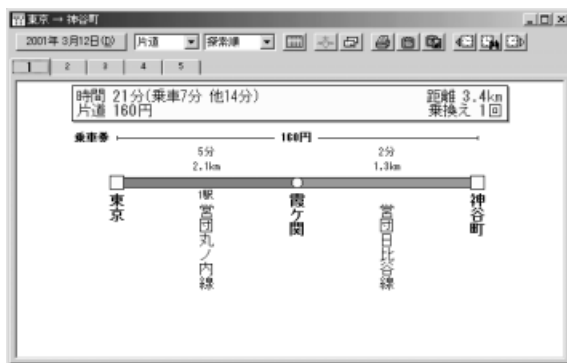 東京 → 神谷町
2001年 3月12日(D) 片道 探索順
1 2 3 4 5
時間 21分(乗車7分 他14分) 距離 3.4km
片道 160円 乗換え 1回
乗車券 160円
5分 2分
2.1km 1.3km
東京 1駅 霞ケ関 神谷町
営団丸ノ内線 営団日比谷線